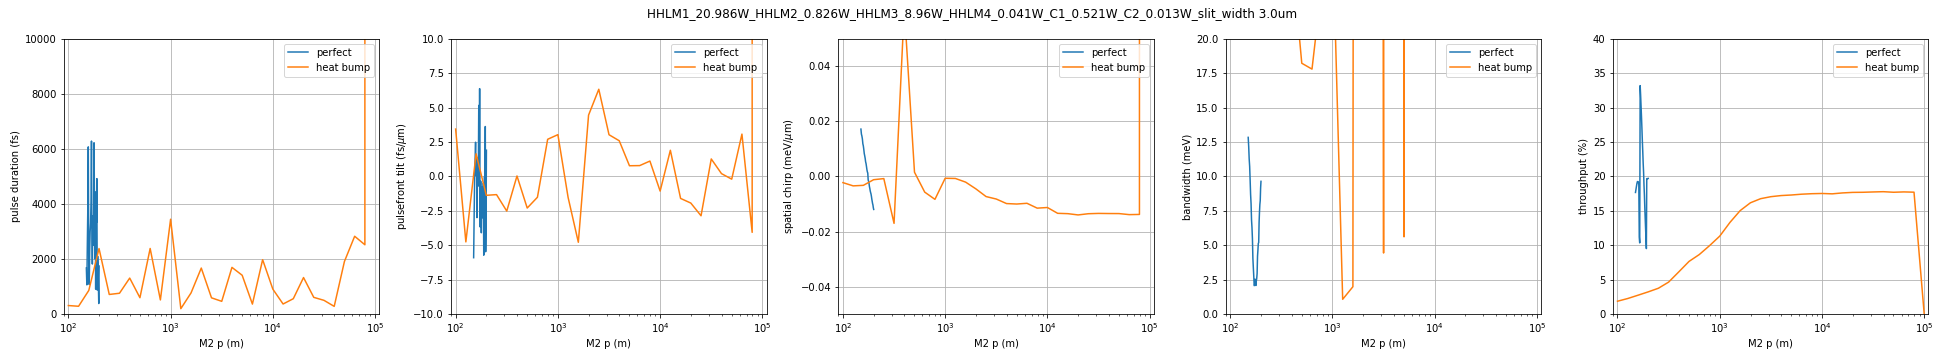 HHLM1_20.986W_HHLM2_0.826W_HHLM3_8.96W_HHLM4_0.041W_C1_0.521W_C2_0.013W_slit_width 3.0um
pulse duration (fs)
10000
8000
6000
4000
2000
0
10² 10³ 10⁴ 10⁵
M2 p (m)
perfect
heat bump
pulsefront tilt (fs/μm)
10.0
7.5
5.0
2.5
0.0
−2.5
−5.0
−7.5
−10.0
10² 10³ 10⁴ 10⁵
M2 p (m)
perfect
heat bump
spatial chirp (meV/μm)
0.04
0.02
0.00
−0.02
−0.04
10² 10³ 10⁴ 10⁵
M2 p (m)
perfect
heat bump
bandwidth (meV)
20.0
17.5
15.0
12.5
10.0
7.5
5.0
2.5
0.0
10² 10³ 10⁴ 10⁵
M2 p (m)
perfect
heat bump
throughput (%)
40
35
30
25
20
15
10
5
0
10² 10³ 10⁴ 10⁵
M2 p (m)
perfect
heat bump